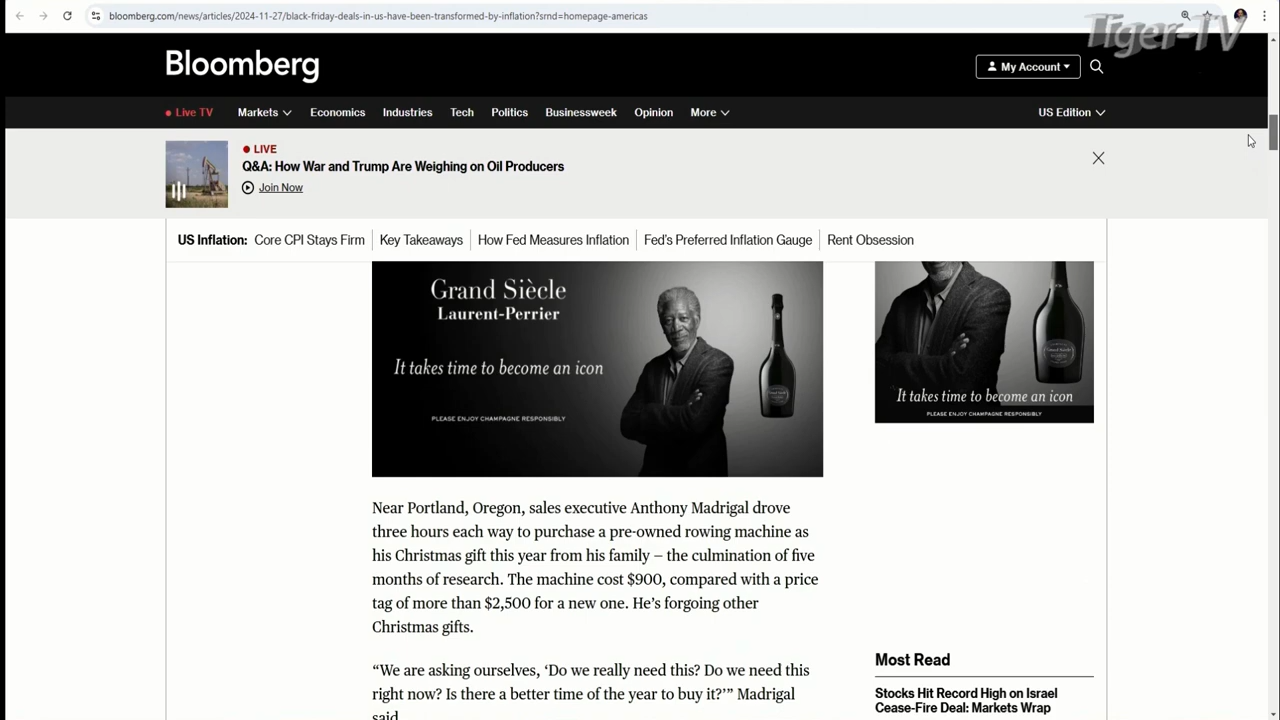 bloomberg.com/news/articles/2024-11-27/black-friday-deals-in-us-have-been-transformed-by-inflation?srnd=homepage-americas
Tiger-TV
Bloomberg
My Account
Live TV
Markets
Economics
Industries
Tech
Politics
Businessweek
Opinion
More
US Edition
LIVE
Q&A: How War and Trump Are Weighing on Oil Producers
Join Now
US Inflation:
Core CPI Stays Firm
Key Takeaways
How Fed Measures Inflation
Fed's Preferred Inflation Gauge
Rent Obsession
Grand Siècle
Laurent-Perrier
It takes time to become an icon
PLEASE ENJOY CHAMPAGNE RESPONSIBLY
It takes time to become an icon
PLEASE ENJOY CHAMPAGNE RESPONSIBLY
Near Portland, Oregon, sales executive Anthony Madrigal drove
three hours each way to purchase a pre-owned rowing machine as
his Christmas gift this year from his family – the culmination of five
months of research. The machine cost $900, compared with a price
tag of more than $2,500 for a new one. He's forgoing other
Christmas gifts.
“We are asking ourselves, ‘Do we really need this? Do we need this
right now? Is there a better time of the year to buy it?’” Madrigal
said.
Most Read
Stocks Hit Record High on Israel
Cease-Fire Deal: Markets Wrap